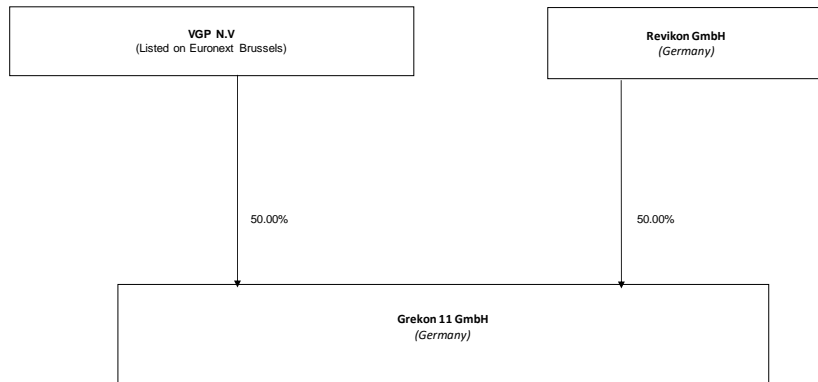 VGP N.V
(Listed on Euronext Brussels)
Revikon GmbH
(Germany)
50.00%
50.00%
Grekon 11 GmbH
(Germany)